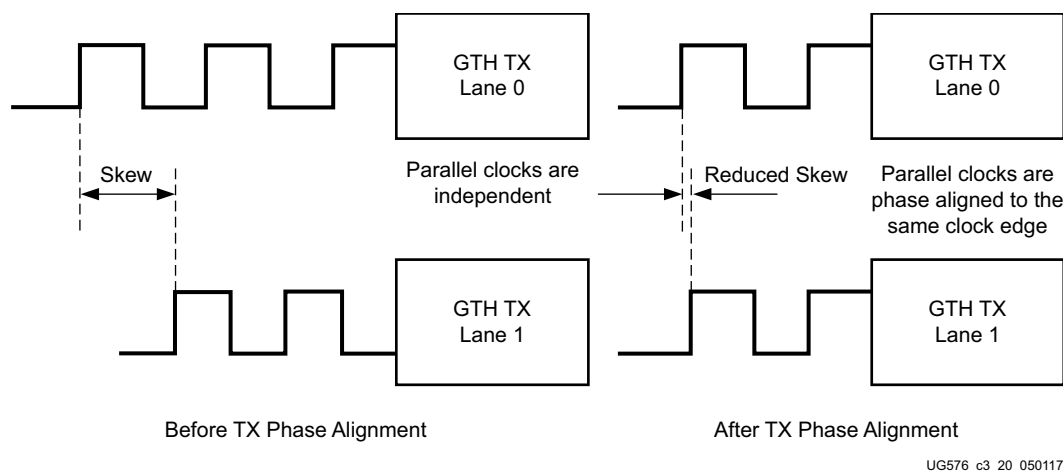 GTH TX
Lane 0
GTH TX
Lane 0
Skew
Parallel clocks are
independent
Reduced Skew
Parallel clocks are
phase aligned to the
same clock edge
GTH TX
Lane 1
GTH TX
Lane 1
Before TX Phase Alignment
After TX Phase Alignment
UG576_c3_20_050117